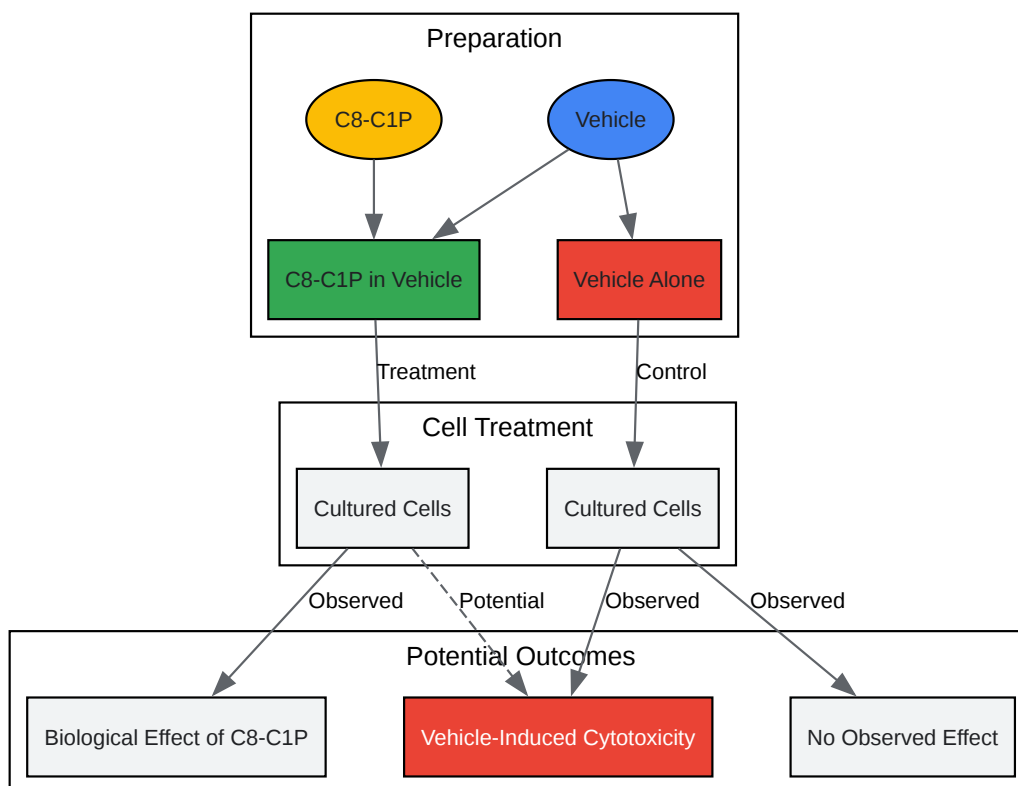 Preparation
C8-C1P
Vehicle
C8-C1P in Vehicle
Vehicle Alone
Treatment
Control
Cell Treatment
Cultured Cells
Cultured Cells
Observed
Potential
Observed
Observed
Potential Outcomes
Biological Effect of C8-C1P
Vehicle-Induced Cytotoxicity
No Observed Effect